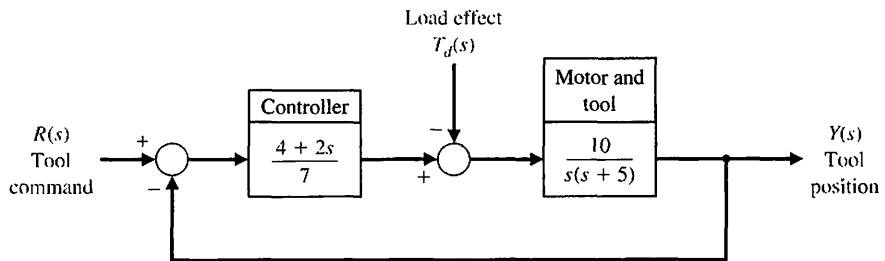 Load effect
T_d(s)
Motor and
tool
Controller
R(s)
Tool
command
+
−
4 + 2s
7
−
+
10
s(s + 5)
Y(s)
Tool
position